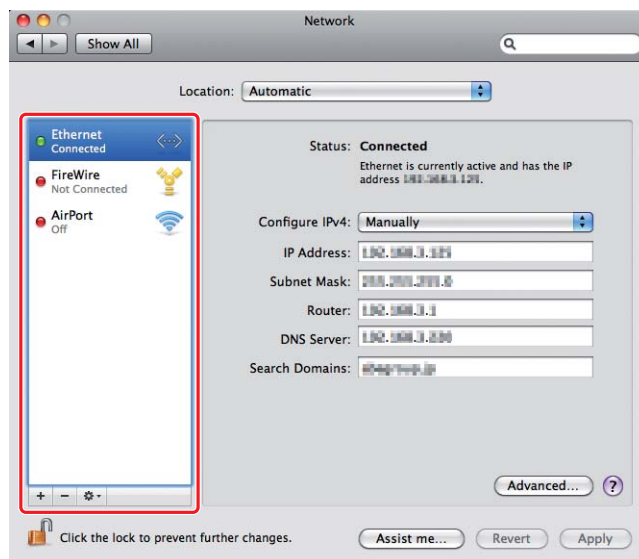 Network
Show All
Location: Automatic
Ethernet
Connected
FireWire
Not Connected
AirPort
Off
Status: Connected
Ethernet is currently active and has the IP
address
Configure IPv4: Manually
IP Address:
Subnet Mask:
Router:
DNS Server:
Search Domains:
Advanced...
?
Click the lock to prevent further changes.
Assist me...
Revert
Apply